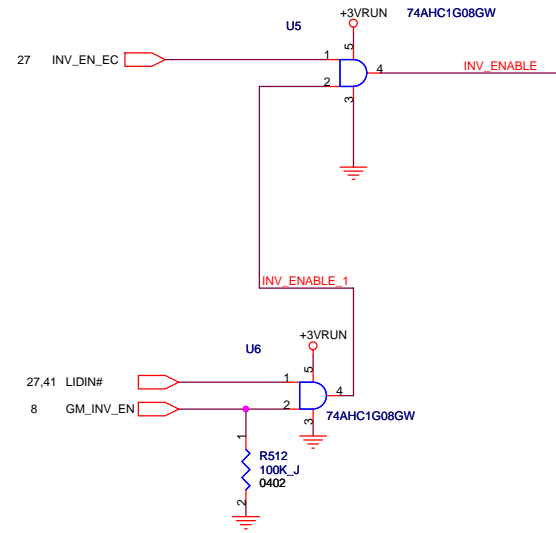 +3VRUN 74AHC1G08GW
U5
5
27 INV_EN_EC 1
4 INV_ENABLE
2
3
INV_ENABLE_1
+3VRUN
U6
5
27,41 LIDIN# 1
4
8 GM_INV_EN 2
74AHC1G08GW
3
1
R512
100K_J
0402
2